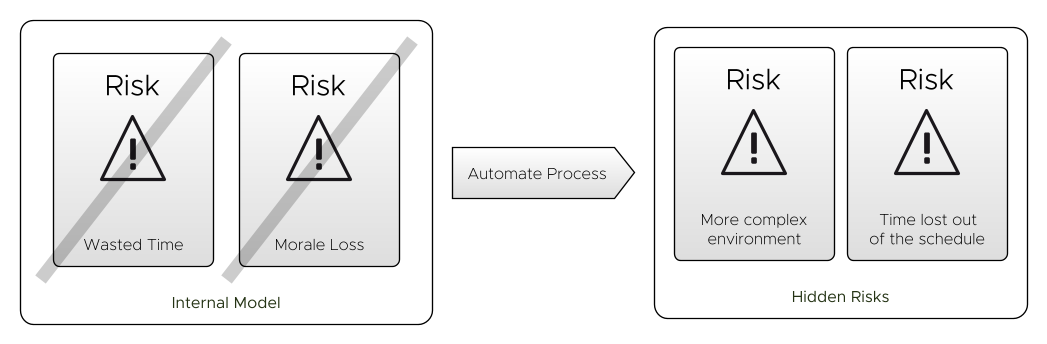 Risk
!
Wasted Time
Risk
!
Morale Loss
Internal Model
Automate Process
Risk
!
More complex
environment
Risk
!
Time lost out
of the schedule
Hidden Risks